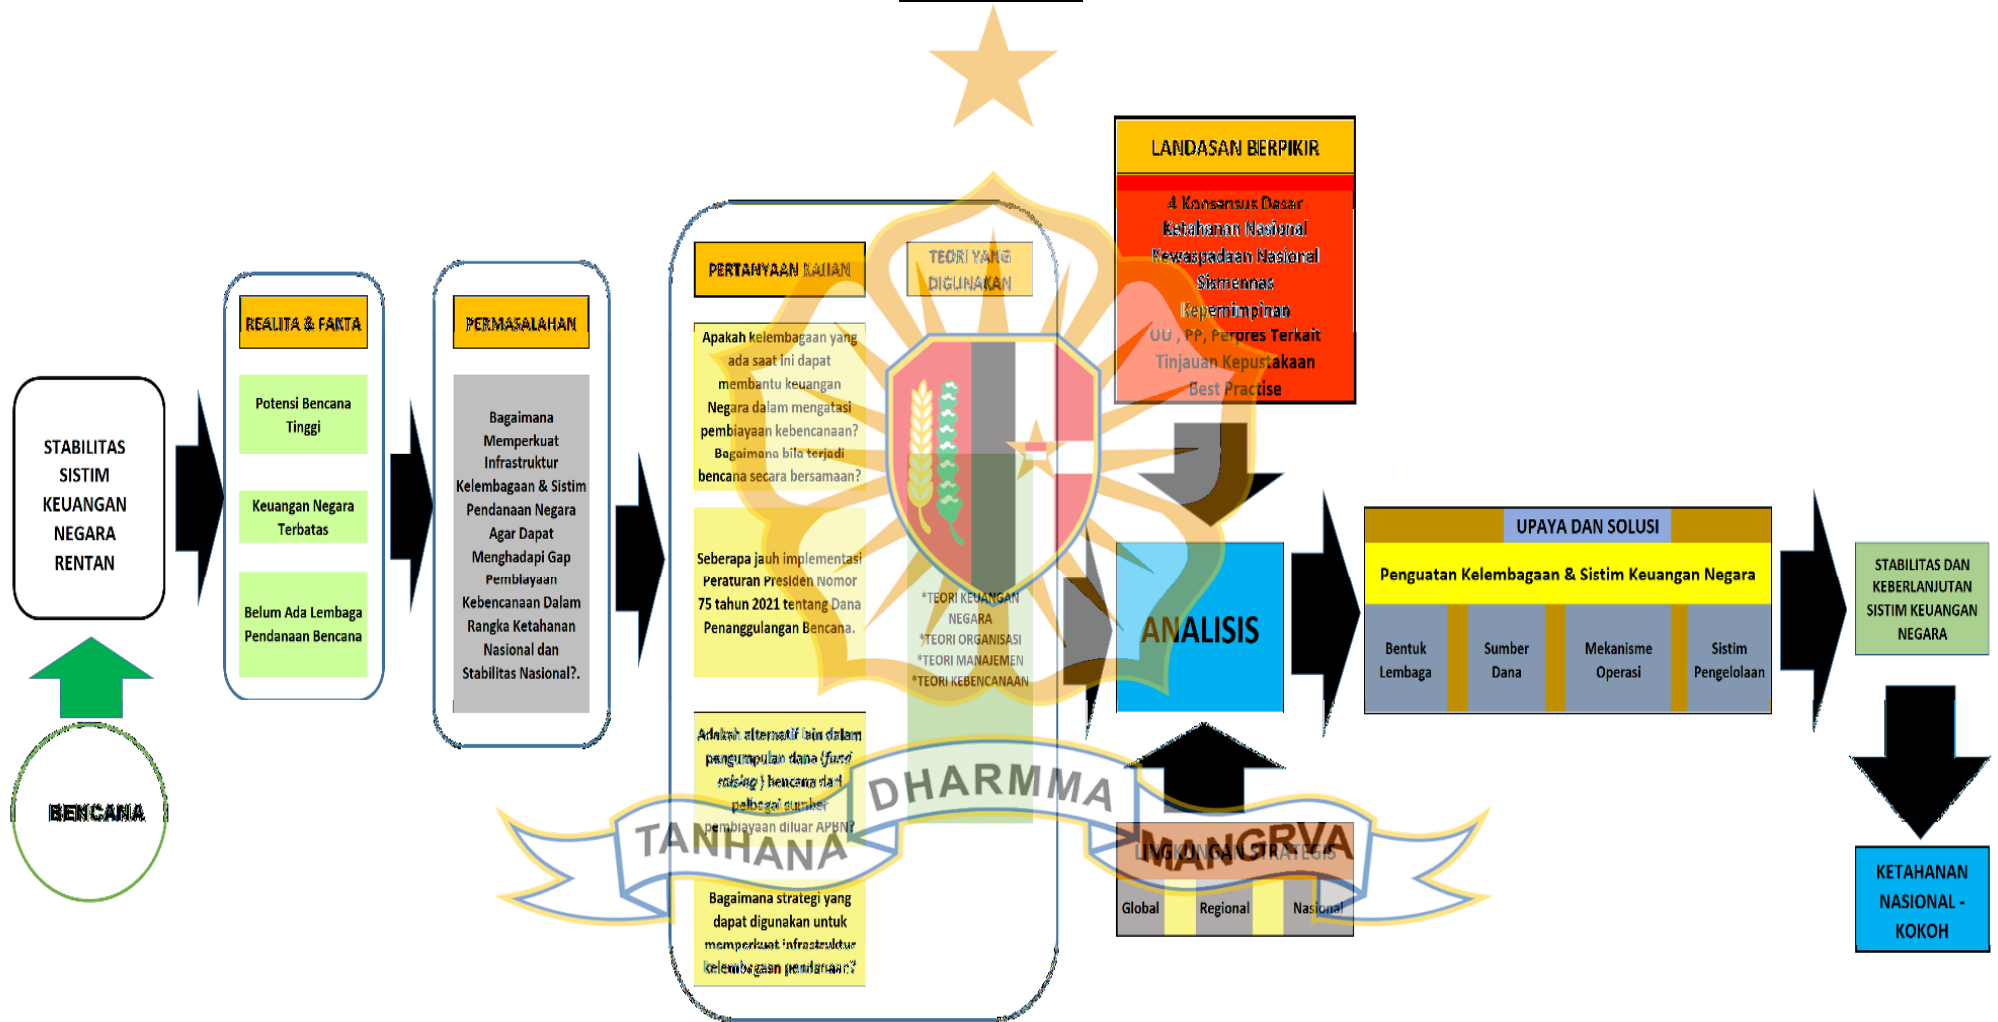 STABILITAS
SISTIM
KEUANGAN
NEGARA
RENTAN
BENCANA
REALITA & FAKTA
Potensi Bencana
Tinggi
Keuangan Negara
Terbatas
Belum Ada Lembaga
Pendanaan Bencana
PERMASALAHAN
Bagaimana
Memperkuat
Infrastruktur
Kelembagaan & Sistim
Pendanaan Negara
Agar Dapat
Menghadapi Gap
Pembiayaan
Kebencanaan Dalam
Rangka Ketahanan
Nasional dan
Stabilitas Nasional?.
PERTANYAAN KAJIAN
Apakah kelembagaan yang
ada saat ini dapat
membantu keuangan
Negara dalam mengatasi
pembiayaan kebencanaan?
Bagaimana bila terjadi
bencana secara bersamaan?
Seberapa jauh implementasi
Peraturan Presiden Nomor
75 tahun 2021 tentang Dana
Penanggulangan Bencana.
Adakah alternatif lain dalam
pengumpulan dana (fund
raising ) bencana dari
pelbagai sumber
pembiayaan diluar APBN?
Bagaimana strategi yang
dapat digunakan untuk
memperkuat infrastruktur
kelembagaan pendanaan?
TEORI YANG
DIGUNAKAN
*TEORI KEUANGAN
NEGARA
*TEORI ORGANISASI
*TEORI MANAJEMEN
*TEORI KEBENCANAAN
LANDASAN BERPIKIR
4 Konsensus Dasar
Ketahanan Nasional
Kewaspadaan Nasional
Sismennas
Kepemimpinan
UU , PP, Perpres Terkait
Tinjauan Kepustakaan
Best Practise
ANALISIS
LINGKUNGAN STRATEGIS
Global Regional Nasional
TANHANA DHARMMA MANGRVA
UPAYA DAN SOLUSI
Penguatan Kelembagaan & Sistim Keuangan Negara
Bentuk
Lembaga
Sumber
Dana
Mekanisme
Operasi
Sistim
Pengelolaan
STABILITAS DAN
KEBERLANJUTAN
SISTIM KEUANGAN
NEGARA
KETAHANAN
NASIONAL -
KOKOH